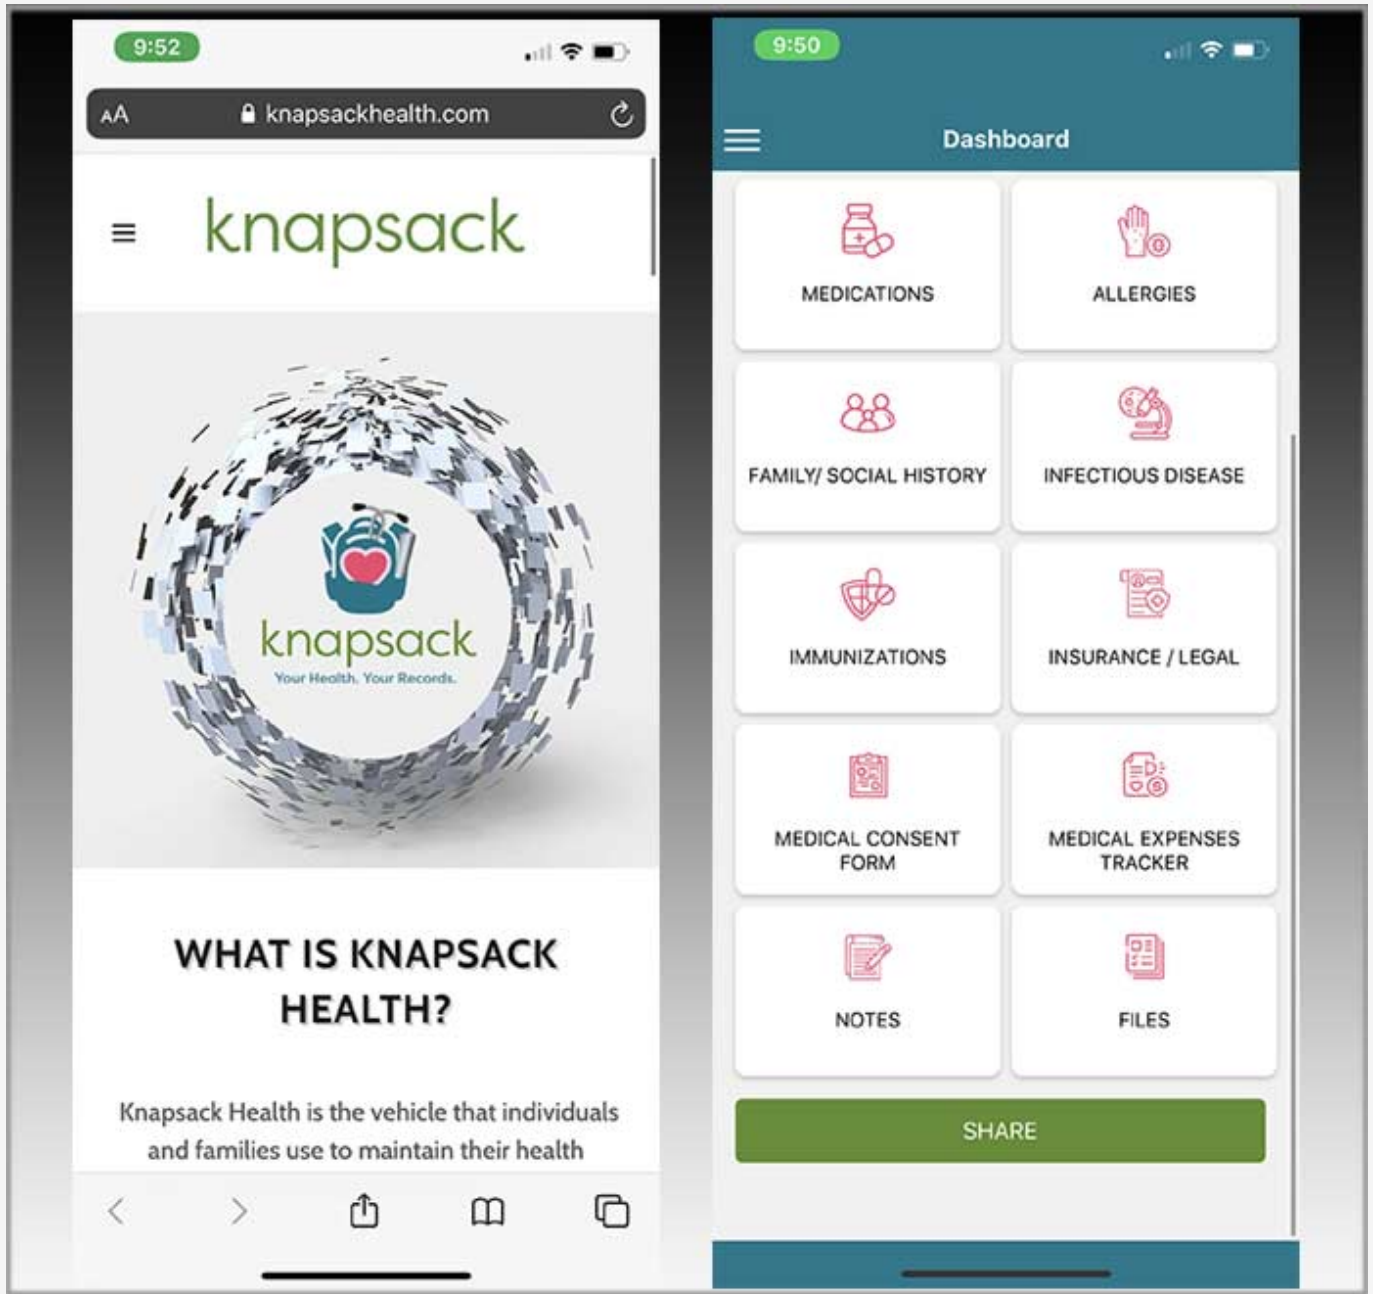 9:52
AA knapsackhealth.com
knapsack
knapsack
Your Health. Your Records.
WHAT IS KNAPSACK
HEALTH?
Knapsack Health is the vehicle that individuals
and families use to maintain their health
9:50
Dashboard
MEDICATIONS
ALLERGIES
FAMILY/ SOCIAL HISTORY
INFECTIOUS DISEASE
IMMUNIZATIONS
INSURANCE / LEGAL
MEDICAL CONSENT
FORM
MEDICAL EXPENSES
TRACKER
NOTES
FILES
SHARE